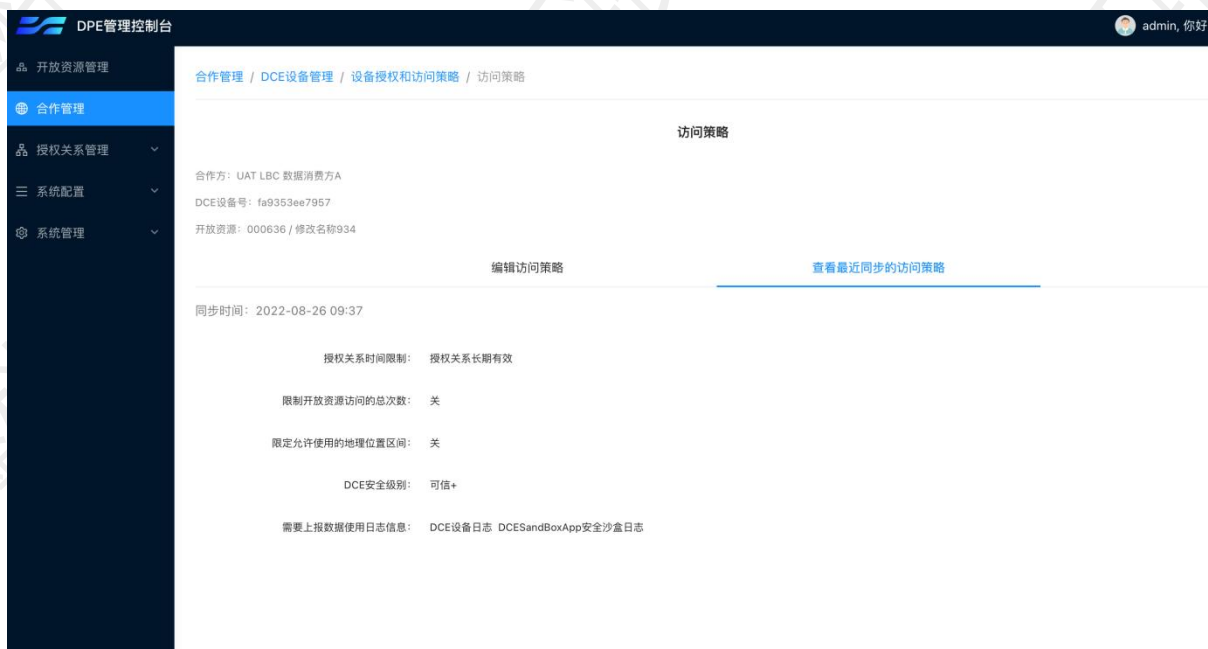 DPE管理控制台
admin, 你好
开放资源管理
合作管理
授权关系管理
系统配置
系统管理
合作管理 / DCE设备管理 / 设备授权和访问策略 / 访问策略
访问策略
合作方：UAT LBC 数据消费方A
DCE设备号：fa9353ee7957
开放资源：000636 / 修改名称934
编辑访问策略
查看最近同步的访问策略
同步时间：2022-08-26 09:37
授权关系时间限制： 授权关系长期有效
限制开放资源访问的总次数： 关
限定允许使用的地理位置区间： 关
DCE安全级别： 可信+
需要上报数据使用日志信息： DCE设备日志 DCESandBoxApp安全沙盒日志